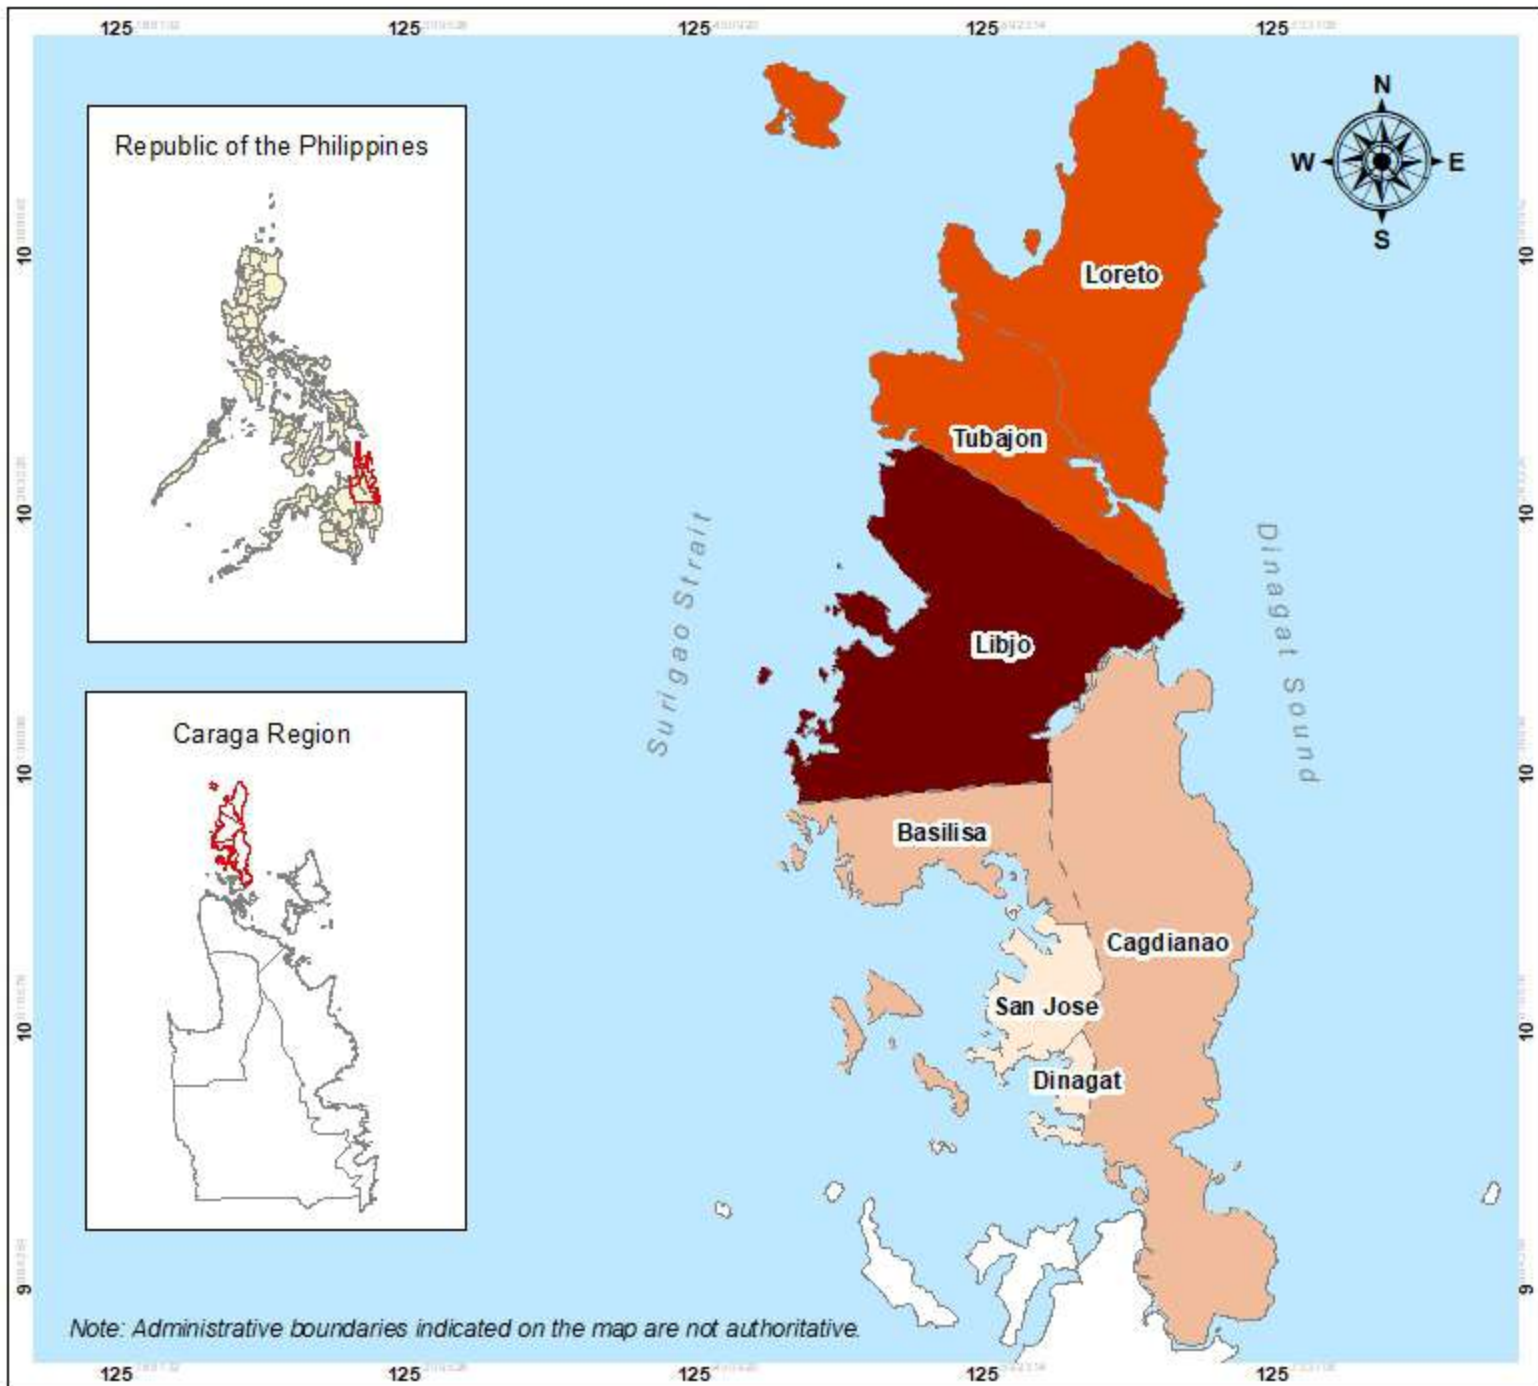 125 125 125 125 125
Republic of the Philippines
Caraga Region
N
W E
S
10
10
10
10
9
10
10
10
10
9
Loreto
Tubajon
Libjo
Basilisa
Cagdianao
San Jose
Dinagat
Surigao Strait
Dinagat Sound
Note: Administrative boundaries indicated on the map are not authoritative.
125 125 125 125 125